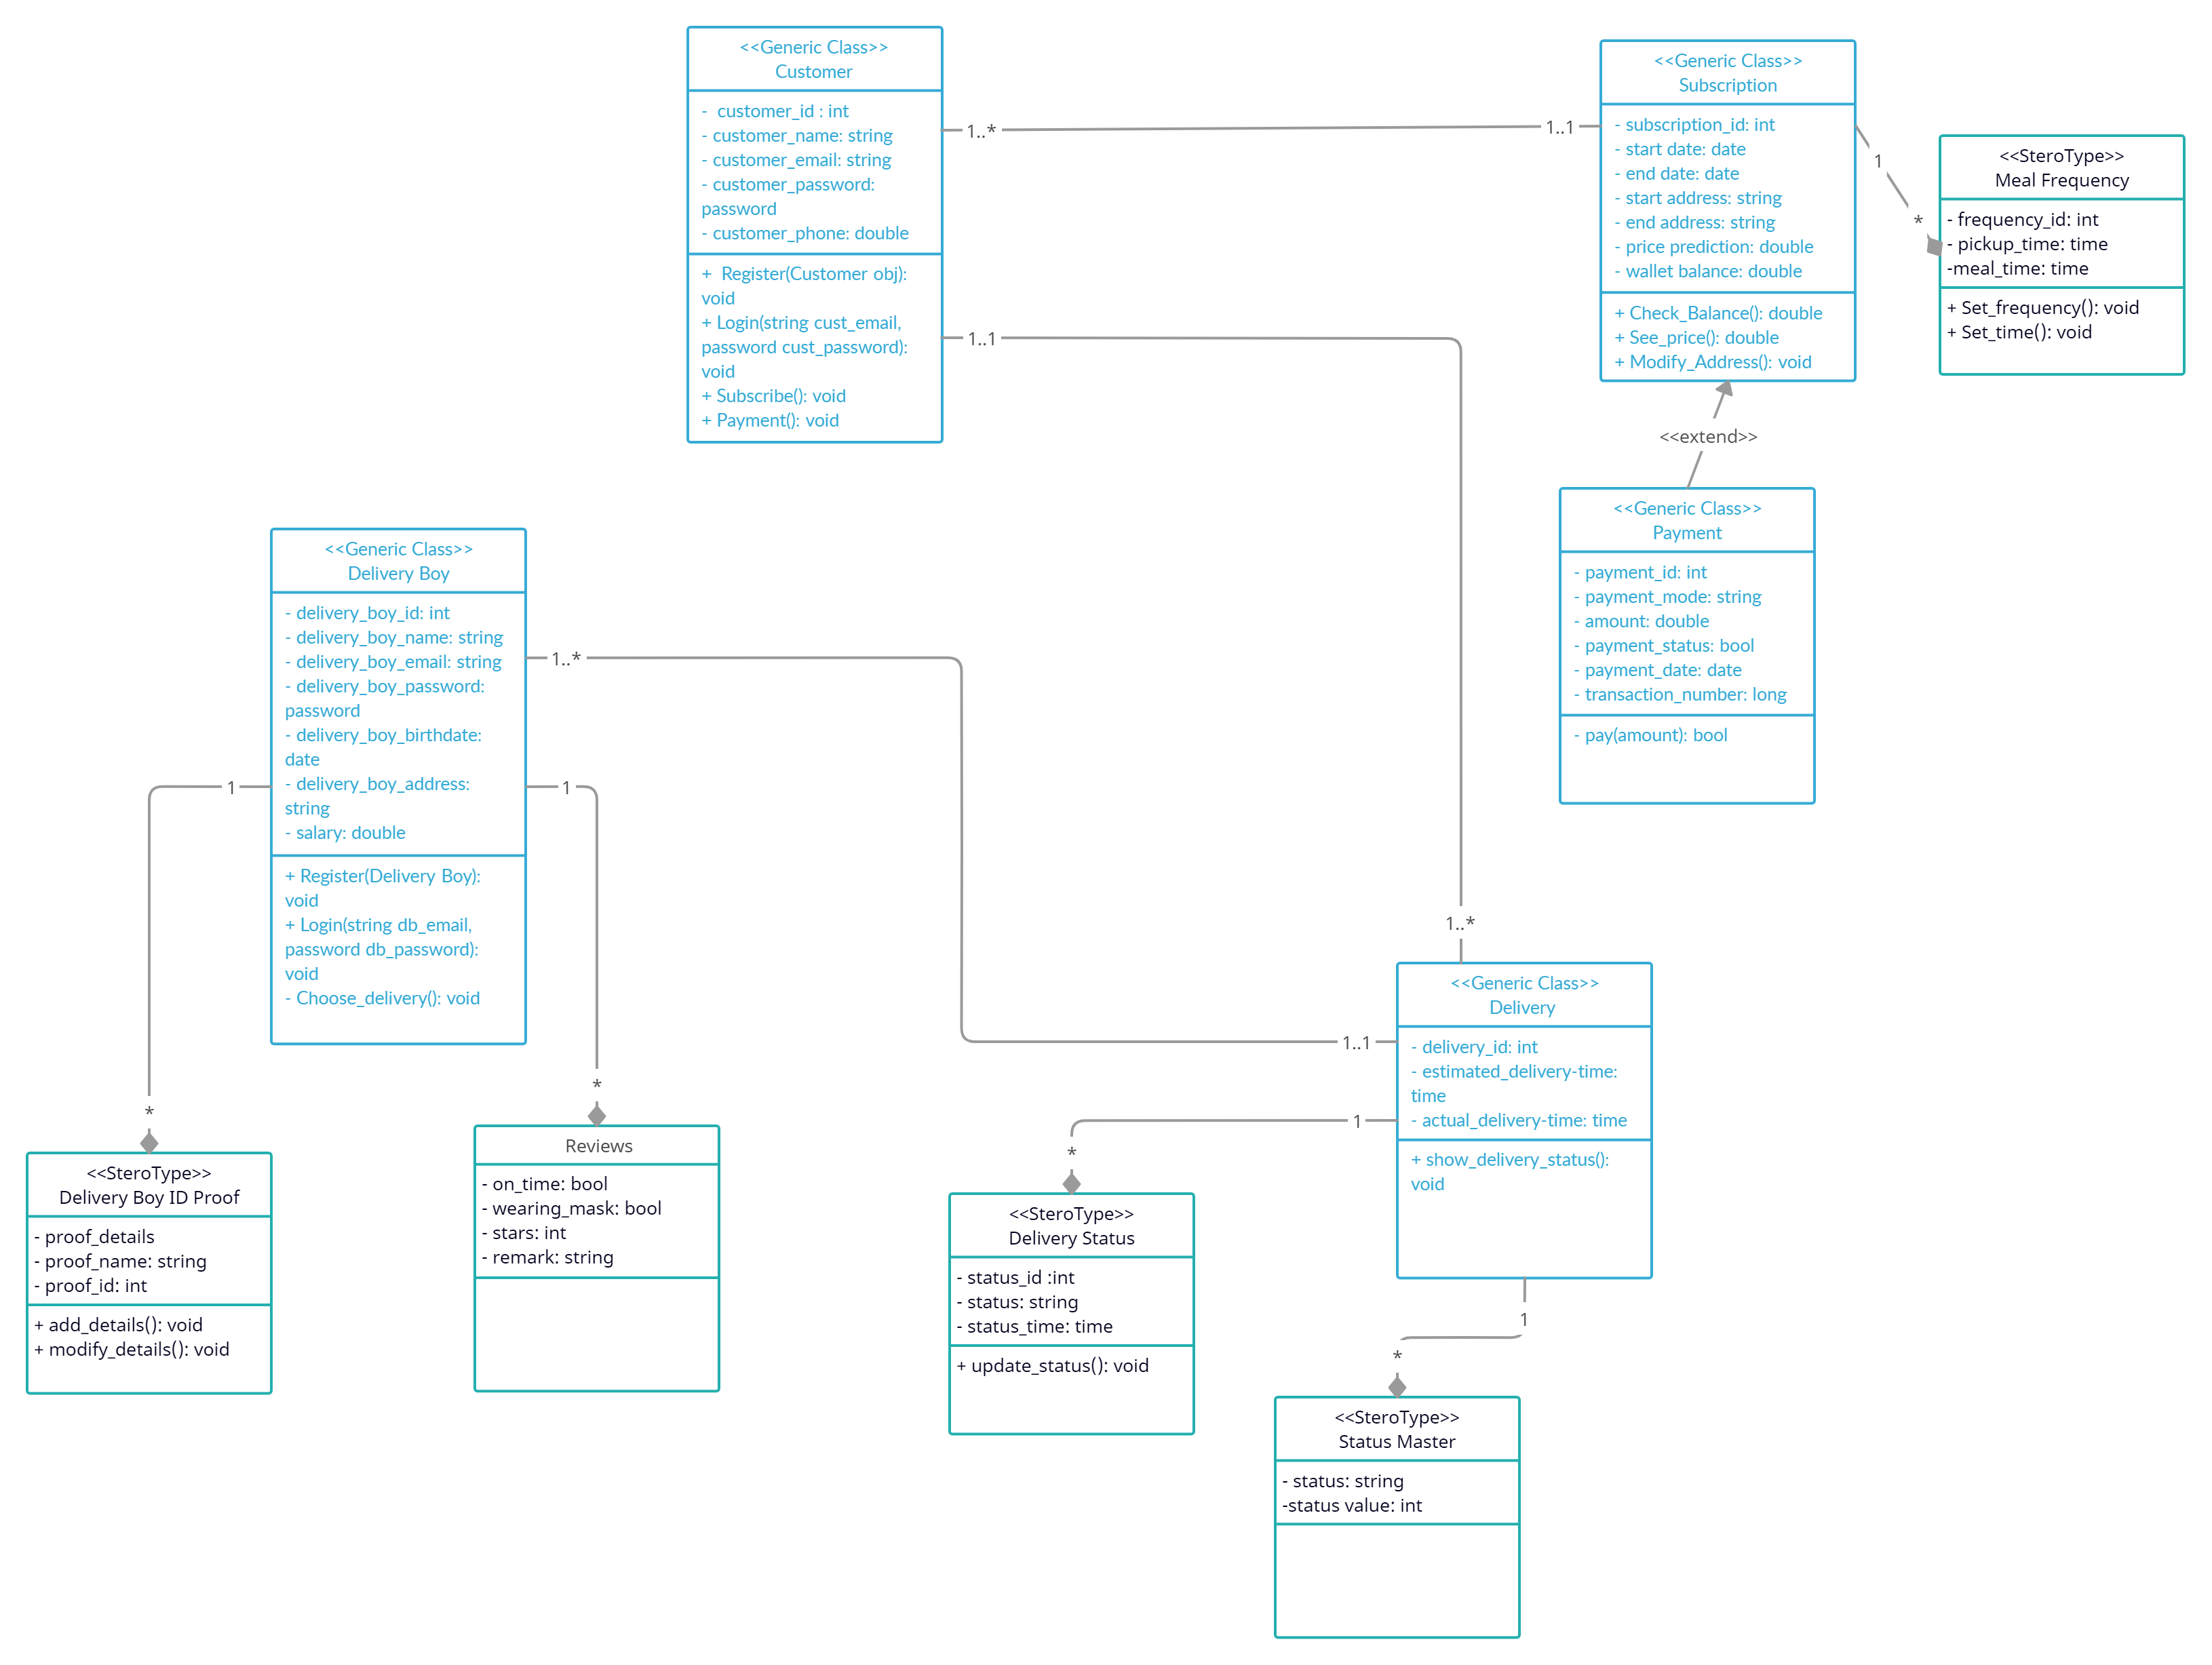 <<Generic Class>>
Customer
-  customer_id : int
- customer_name: string
- customer_email: string
- customer_password:
password
- customer_phone: double
+  Register(Customer obj):
void
+ Login(string cust_email,
password cust_password):
void
+ Subscribe(): void
+ Payment(): void
1..*
1..1
1..1
1..*
<<Generic Class>>
Subscription
- subscription_id: int
- start date: date
- end date: date
- start address: string
- end address: string
- price prediction: double
- wallet balance: double
+ Check_Balance(): double
+ See_price(): double
+ Modify_Address(): void
1
*
<<SteroType>>
Meal Frequency
- frequency_id: int
- pickup_time: time
-meal_time: time
+ Set_frequency(): void
+ Set_time(): void
<<extend>>
<<Generic Class>>
Payment
- payment_id: int
- payment_mode: string
- amount: double
- payment_status: bool
- payment_date: date
- transaction_number: long
- pay(amount): bool
<<Generic Class>>
Delivery Boy
- delivery_boy_id: int
- delivery_boy_name: string
- delivery_boy_email: string
- delivery_boy_password:
password
- delivery_boy_birthdate:
date
- delivery_boy_address:
string
- salary: double
+ Register(Delivery Boy):
void
+ Login(string db_email,
password db_password):
void
- Choose_delivery(): void
1..*
1..1
1
*
1
*
<<SteroType>>
Delivery Boy ID Proof
- proof_details
- proof_name: string
- proof_id: int
+ add_details(): void
+ modify_details(): void
Reviews
- on_time: bool
- wearing_mask: bool
- stars: int
- remark: string
<<Generic Class>>
Delivery
- delivery_id: int
- estimated_delivery-time:
time
- actual_delivery-time: time
+ show_delivery_status():
void
1
*
<<SteroType>>
Delivery Status
- status_id :int
- status: string
- status_time: time
+ update_status(): void
1
*
<<SteroType>>
Status Master
- status: string
-status value: int